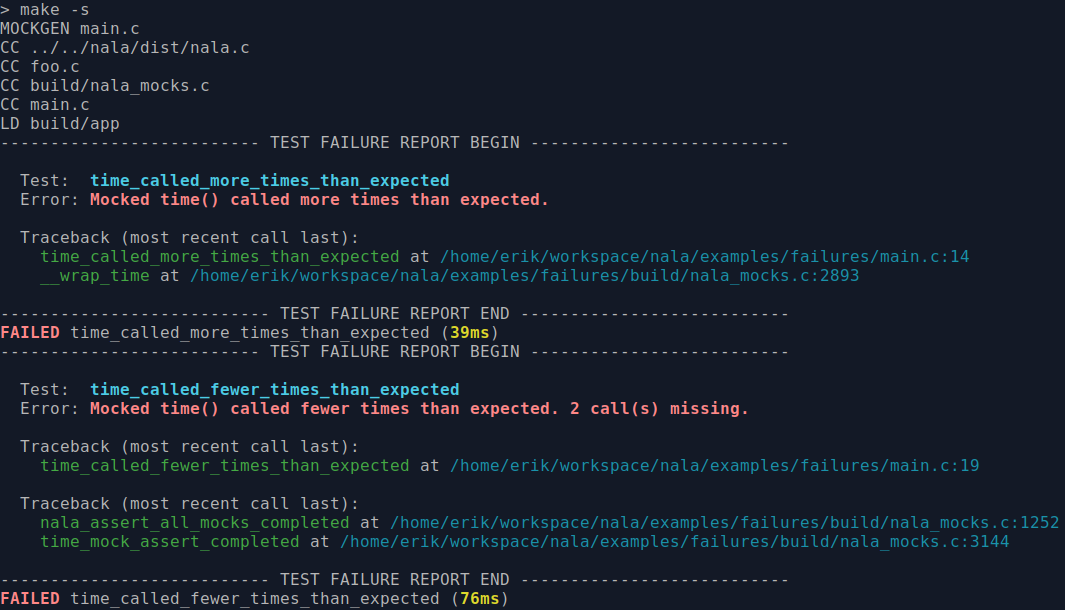 > make -s
MOCKGEN main.c
CC ../../nala/dist/nala.c
CC foo.c
CC build/nala_mocks.c
CC main.c
LD build/app
-------------------------- TEST FAILURE REPORT BEGIN --------------------------
Test:  time_called_more_times_than_expected
Error: Mocked time() called more times than expected.
Traceback (most recent call last):
time_called_more_times_than_expected at /home/erik/workspace/nala/examples/failures/main.c:14
__wrap_time at /home/erik/workspace/nala/examples/failures/build/nala_mocks.c:2893
--------------------------- TEST FAILURE REPORT END ---------------------------
FAILED time_called_more_times_than_expected (39ms)
-------------------------- TEST FAILURE REPORT BEGIN --------------------------
Test:  time_called_fewer_times_than_expected
Error: Mocked time() called fewer times than expected. 2 call(s) missing.
Traceback (most recent call last):
time_called_fewer_times_than_expected at /home/erik/workspace/nala/examples/failures/main.c:19
Traceback (most recent call last):
nala_assert_all_mocks_completed at /home/erik/workspace/nala/examples/failures/build/nala_mocks.c:1252
time_mock_assert_completed at /home/erik/workspace/nala/examples/failures/build/nala_mocks.c:3144
--------------------------- TEST FAILURE REPORT END ---------------------------
FAILED time_called_fewer_times_than_expected (76ms)